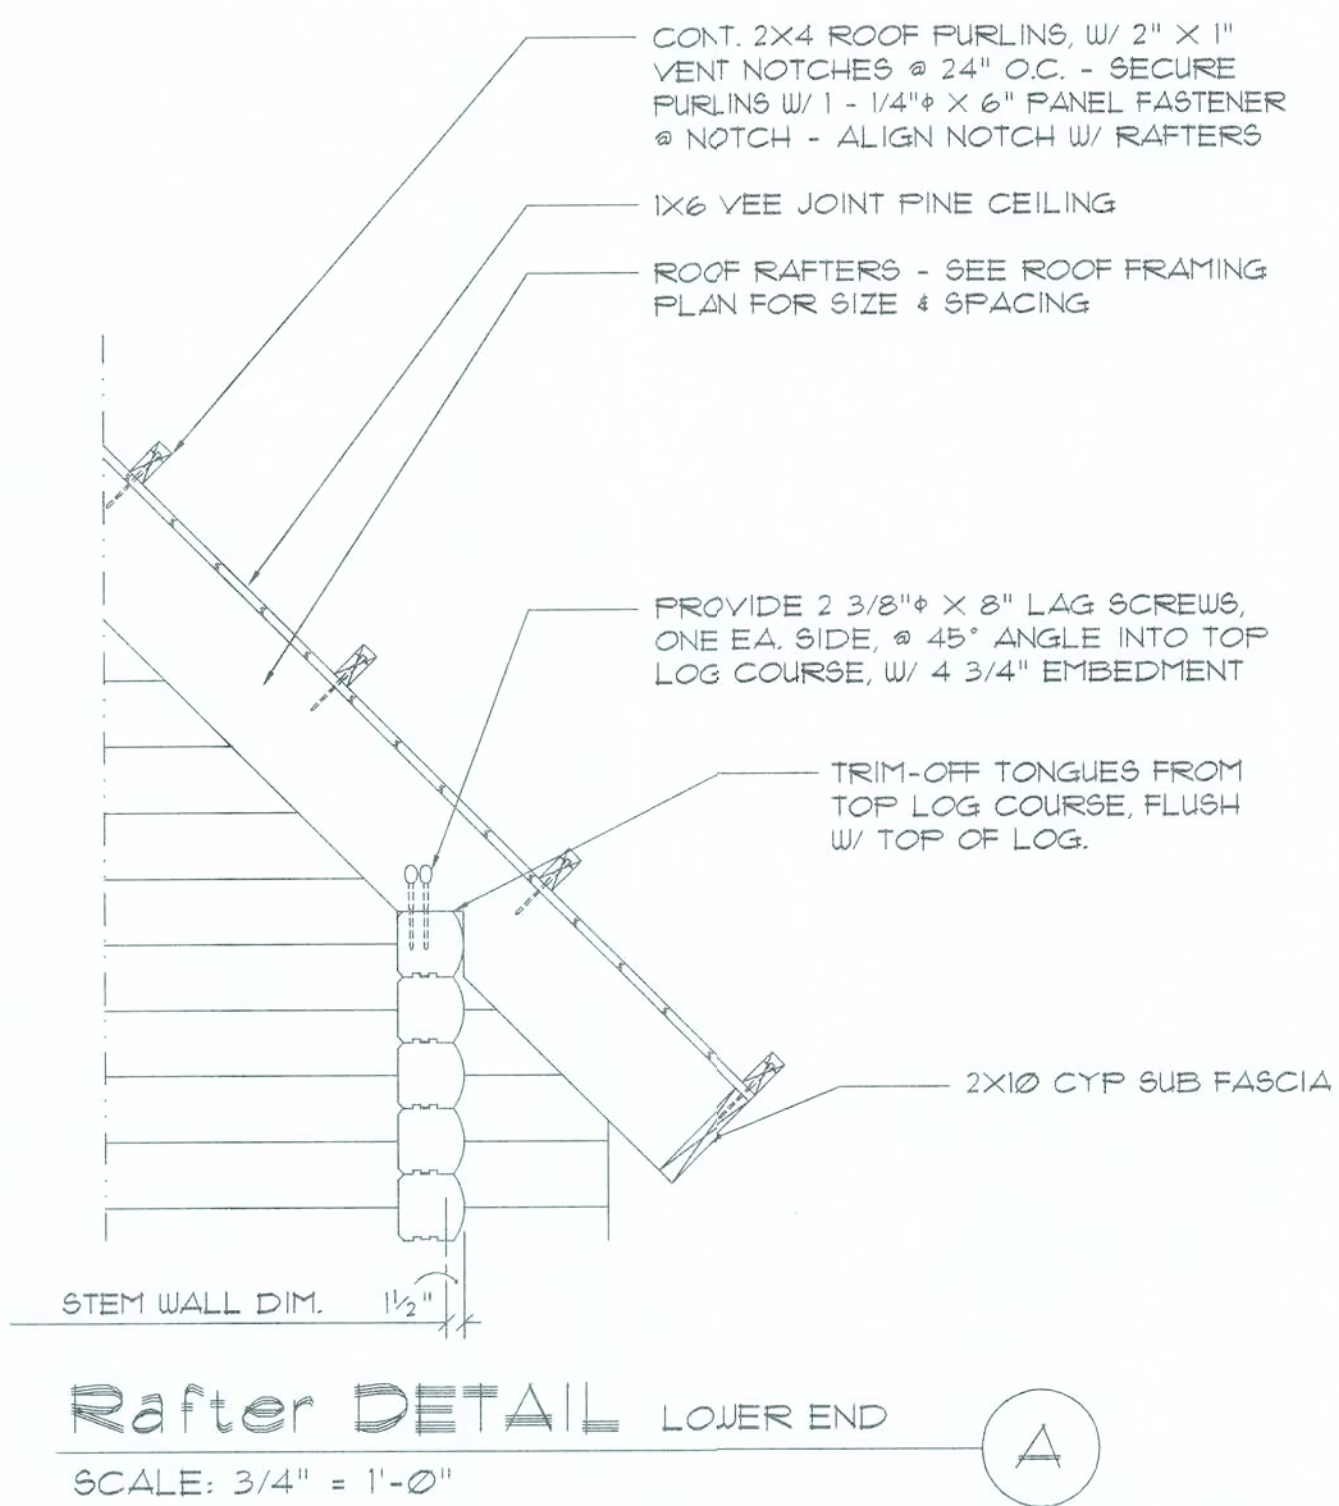 CONT. 2X4 ROOF PURLINS, W/ 2" X 1"
VENT NOTCHES @ 24" O.C. - SECURE
PURLINS W/ 1 - 1/4"ϕ X 6" PANEL FASTENER
@ NOTCH - ALIGN NOTCH W/ RAFTERS
1X6 VEE JOINT PINE CEILING
ROOF RAFTERS - SEE ROOF FRAMING
PLAN FOR SIZE & SPACING
PROVIDE 2 3/8"ϕ X 8" LAG SCREWS,
ONE EA. SIDE, @ 45° ANGLE INTO TOP
LOG COURSE, W/ 4 3/4" EMBEDMENT
TRIM-OFF TONGUES FROM
TOP LOG COURSE, FLUSH
W/ TOP OF LOG.
2X10 CYP SUB FASCIA
STEM WALL DIM. 1½"
Rafter DETAIL LOWER END
A
SCALE: 3/4" = 1'-0"